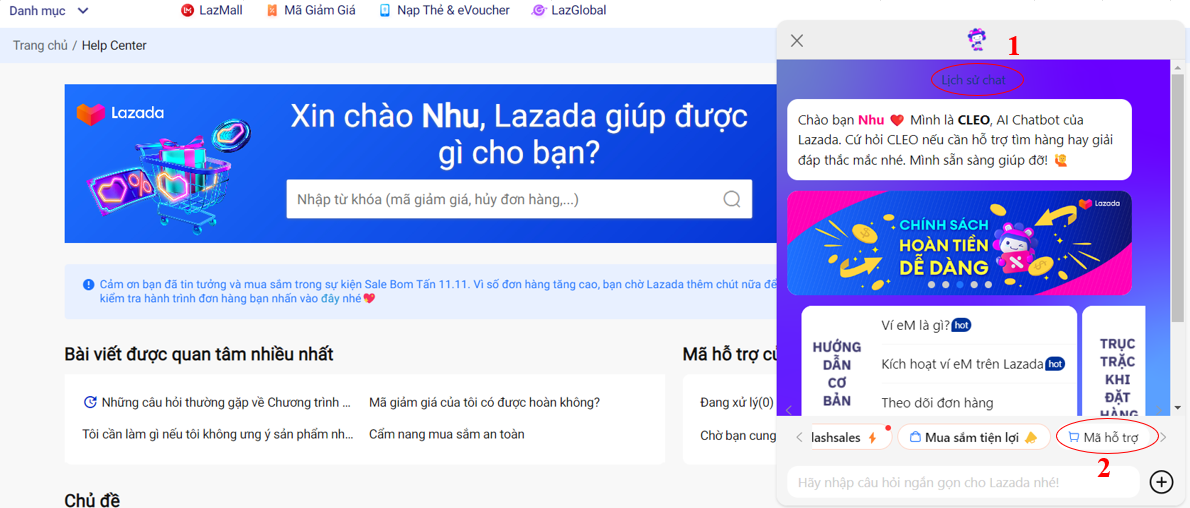 Danh mục
LazMall
Mã Giảm Giá
Nạp Thẻ & eVoucher
LazGlobal
Trang chủ / Help Center
Lazada
Xin chào Nhu, Lazada giúp được
gì cho bạn?
Nhập từ khóa (mã giảm giá, hủy đơn hàng,...)
Cảm ơn bạn đã tin tưởng và mua sắm trong sự kiện Sale Bom Tấn 11.11. Vì số đơn hàng tăng cao, bạn chờ Lazada thêm chút nữa để
kiểm tra hành trình đơn hàng bạn nhấn vào đây nhé
Bài viết được quan tâm nhiều nhất
Những câu hỏi thường gặp về Chương trình ...
Mã giảm giá của tôi có được hoàn không?
Tôi cần làm gì nếu tôi không ưng ý sản phẩm nh...
Cẩm nang mua sắm an toàn
Chủ đề
Mã hỗ trợ củ
Đang xử lý(0)
Chờ bạn cung
1
Lịch sử chat
Chào bạn Nhu ❤️ Mình là CLEO, AI Chatbot của
Lazada. Cứ hỏi CLEO nếu cần hỗ trợ tìm hàng hay giải
đáp thắc mắc nhé. Mình sẵn sàng giúp đỡ! 🙋
Lazada
CHÍNH SÁCH
HOÀN TIỀN
DỄ DÀNG
HƯỚNG
DẪN
CƠ
BẢN
Ví eM là gì? hot
Kích hoạt ví eM trên Lazada hot
Theo dõi đơn hàng
TRỤC
TRẶC
KHI
ĐẶT
HÀNG
lashsales
Mua sắm tiện lợi
Mã hỗ trợ
2
Hãy nhập câu hỏi ngắn gọn cho Lazada nhé!